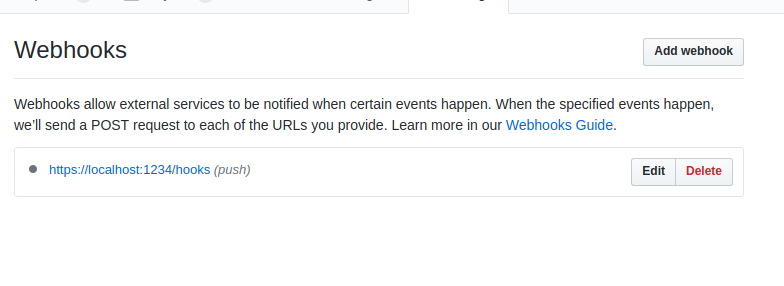 Webhooks
Add webhook
Webhooks allow external services to be notified when certain events happen. When the specified events happen,
we’ll send a POST request to each of the URLs you provide. Learn more in our Webhooks Guide.
https://localhost:1234/hooks (push)
Edit
Delete